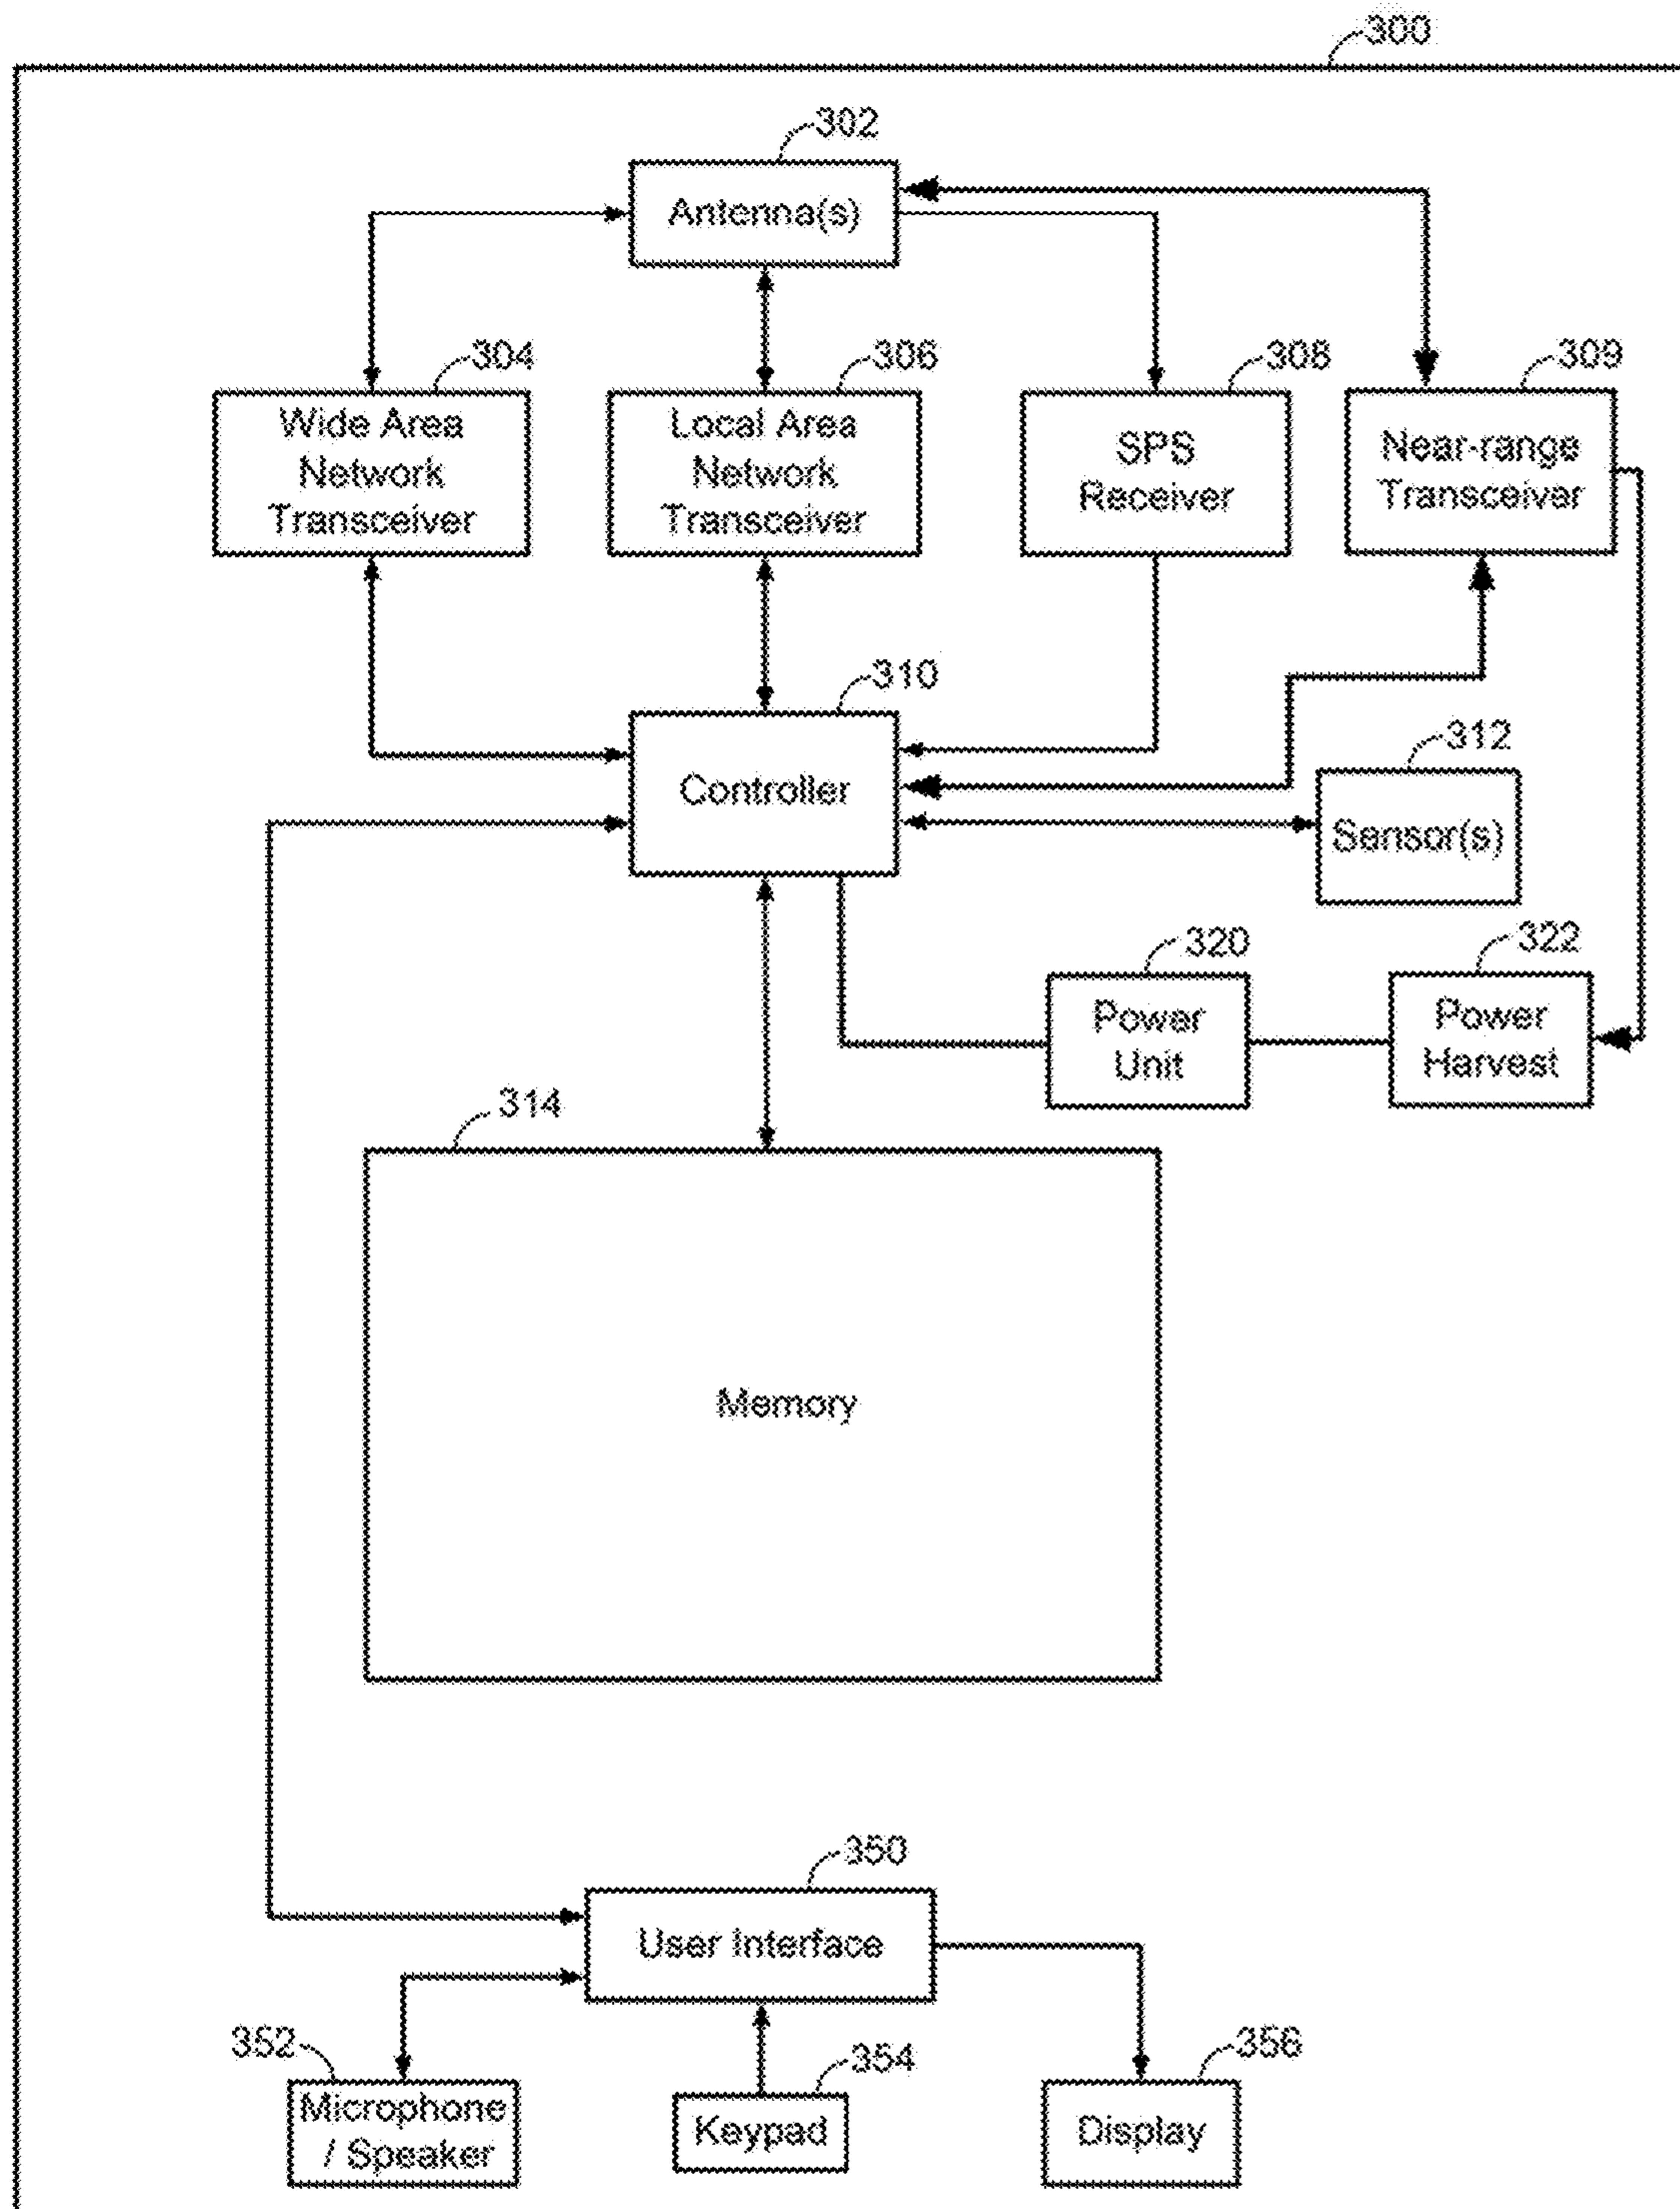 300
302
Antenna(s)
304
306
308
309
Wide Area
Network
Transceiver
Local Area
Network
Transceiver
SPS
Receiver
Near-range
Transceiver
310
Controller
312
Sensor(s)
320
Power
Unit
322
Power
Harvest
314
Memory
350
User Interface
352
Microphone
/ Speaker
354
Keypad
356
Display